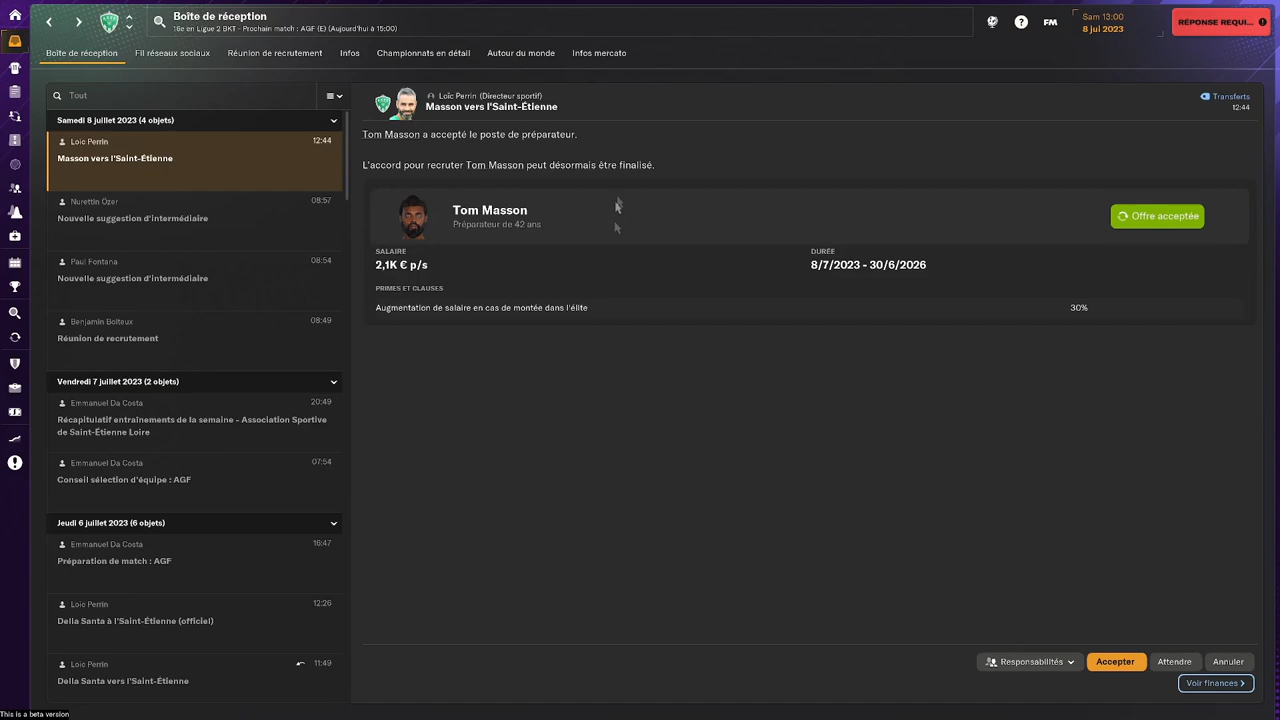 Boîte de réception
16e en Ligue 2 BKT - Prochain match : AGF (E) (Aujourd'hui à 15:00)
FM
Sam 13:00
8 jul 2023
RÉPONSE REQUI...
Boîte de réception
Fil réseaux sociaux
Réunion de recrutement
Infos
Championnats en détail
Autour du monde
Infos mercato
Tout
Samedi 8 juillet 2023 (4 objets)
Loïc Perrin
12:44
Masson vers l'Saint-Étienne
Nurettin Özer
08:57
Nouvelle suggestion d'intermédiaire
Paul Fontana
08:54
Nouvelle suggestion d'intermédiaire
Benjamin Boiteux
08:49
Réunion de recrutement
Vendredi 7 juillet 2023 (2 objets)
Emmanuel Da Costa
20:49
Récapitulatif entraînements de la semaine - Association Sportive
de Saint-Étienne Loire
Emmanuel Da Costa
07:54
Conseil sélection d'équipe : AGF
Jeudi 6 juillet 2023 (6 objets)
Emmanuel Da Costa
16:47
Préparation de match : AGF
Loïc Perrin
12:26
Della Santa à l'Saint-Étienne (officiel)
Loïc Perrin
11:49
Della Santa vers l'Saint-Étienne
Loïc Perrin (Directeur sportif)
Masson vers l'Saint-Étienne
Transferts
12:44
Tom Masson a accepté le poste de préparateur.
L'accord pour recruter Tom Masson peut désormais être finalisé.
Tom Masson
Préparateur de 42 ans
Offre acceptée
SALAIRE
2,1K € p/s
DURÉE
8/7/2023 - 30/6/2026
PRIMES ET CLAUSES
Augmentation de salaire en cas de montée dans l'élite
30%
Responsabilités
Accepter
Attendre
Annuler
Voir finances
This is a beta version